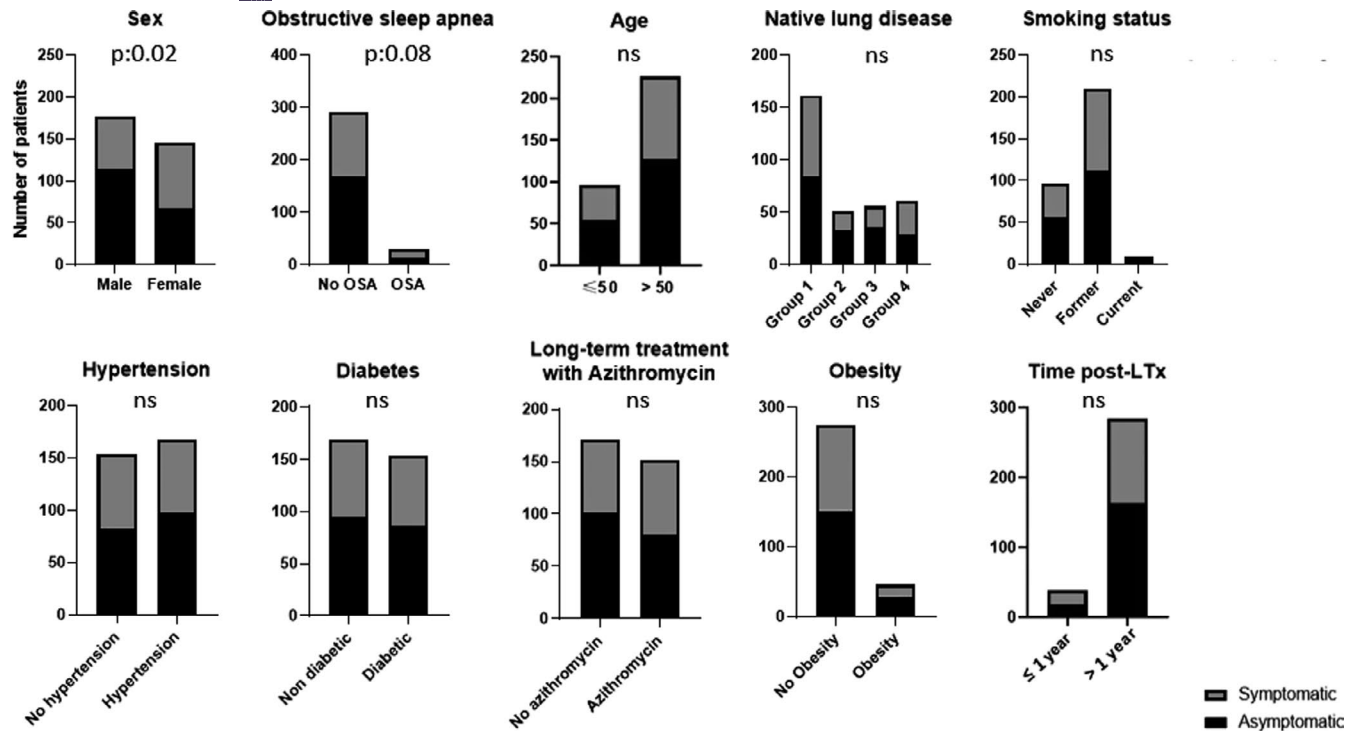 Sex
p:0.02
Number of patients
250
200
150
100
50
0
Male Female
Obstructive sleep apnea
p:0.08
400
300
200
100
0
No OSA OSA
Age
ns
250
200
150
100
50
0
≤50 > 50
Native lung disease
ns
200
150
100
50
0
Group 1
Group 2
Group 3
Group 4
Smoking status
ns
250
200
150
100
50
0
Never
Former
Current
Hypertension
ns
200
150
100
50
0
No hypertension
Hypertension
Diabetes
ns
200
150
100
50
0
Non diabetic
Diabetic
Long-term treatment
with Azithromycin
ns
200
150
100
50
0
No azithromycin
Azithromycin
Obesity
ns
300
200
100
0
No Obesity
Obesity
Time post-LTx
ns
300
200
100
0
≤ 1 year
> 1 year
Symptomatic
Asymptomatic